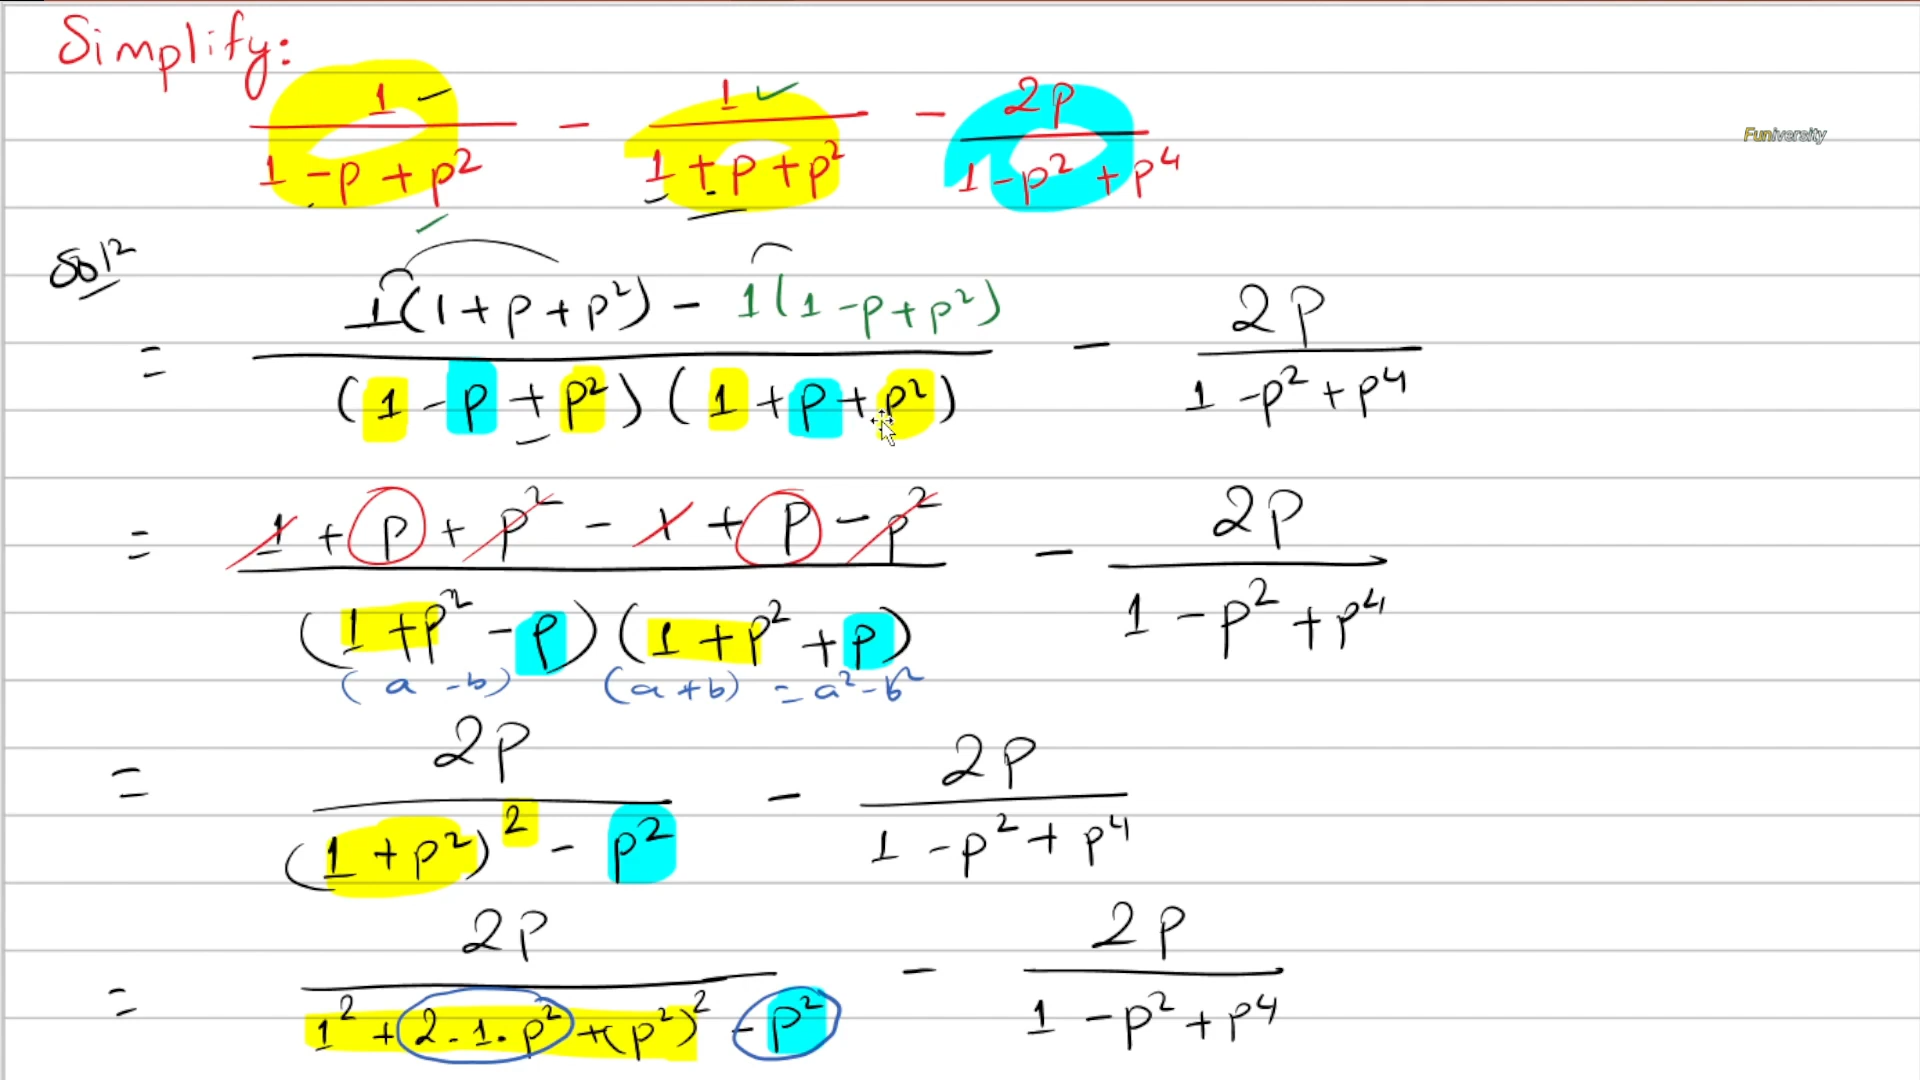 Simplify:
1/(1 - p + p²) - 1/(1 + p + p²) - 2p/(1 - p² + p⁴)
Funiversity
Solⁿ
= (1(1 + p + p²) - 1(1 - p + p²))/((1 - p + p²)(1 + p + p²)) - 2p/(1 - p² + p⁴)
= (1 + p + p² - 1 + p - p²)/((1 + p² - p)(1 + p² + p)) - 2p/(1 - p² + p⁴)
(a - b) (a + b) = a² - b²
= 2p/((1 + p²)² - p²) - 2p/(1 - p² + p⁴)
= 2p/(1² + 2.1.p² + (p²)² - p²) - 2p/(1 - p² + p⁴)